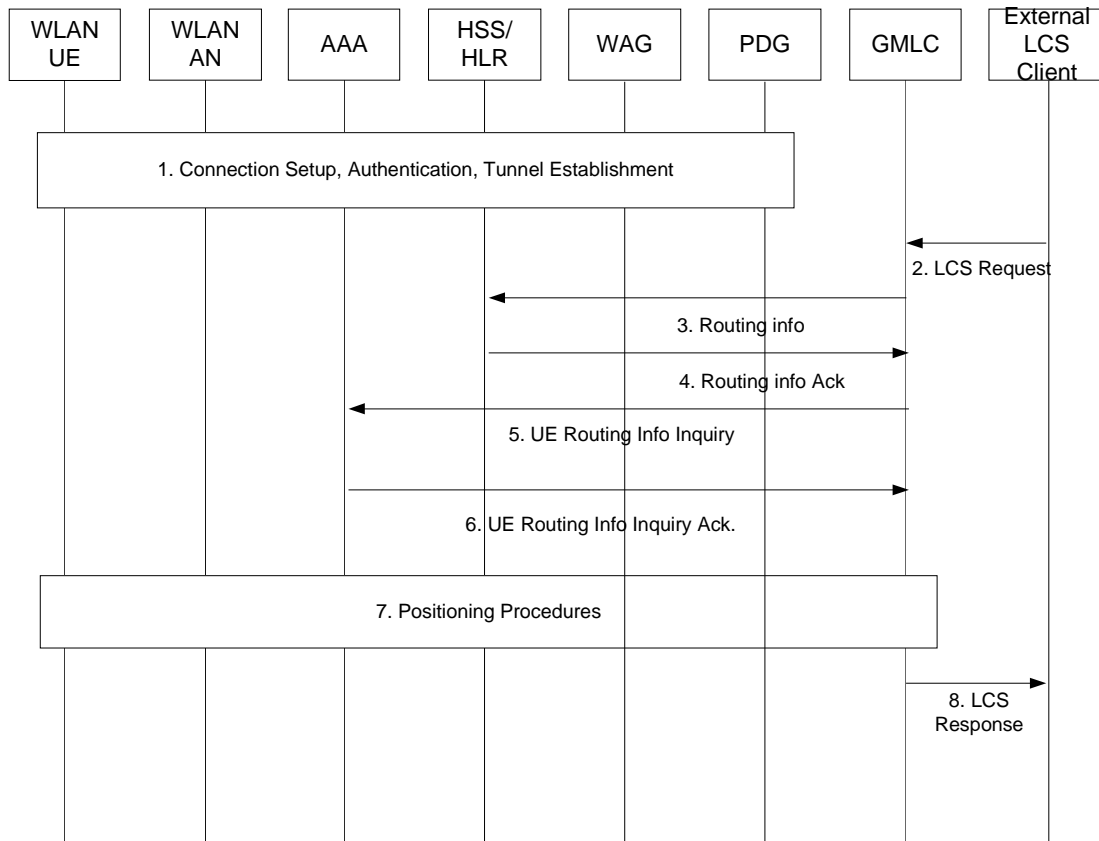 WLAN
UE
WLAN
AN
AAA
HSS/
HLR
WAG
PDG
GMLC
External
LCS
Client
1. Connection Setup, Authentication, Tunnel Establishment
2. LCS Request
3. Routing info
4. Routing info Ack
5. UE Routing Info Inquiry
6. UE Routing Info Inquiry Ack.
7. Positioning Procedures
8. LCS
Response